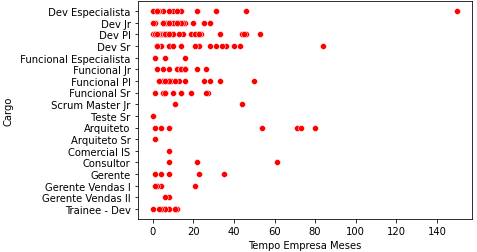 Dev Especialista
Dev Jr
Dev Pl
Dev Sr
Funcional Especialista
Funcional Jr
Funcional Pl
Funcional Sr
Scrum Master Jr
Teste Sr
Arquiteto
Arquiteto Sr
Comercial IS
Consultor
Gerente
Gerente Vendas I
Gerente Vendas II
Trainee - Dev
Cargo
0 20 40 60 80 100 120 140
Tempo Empresa Meses